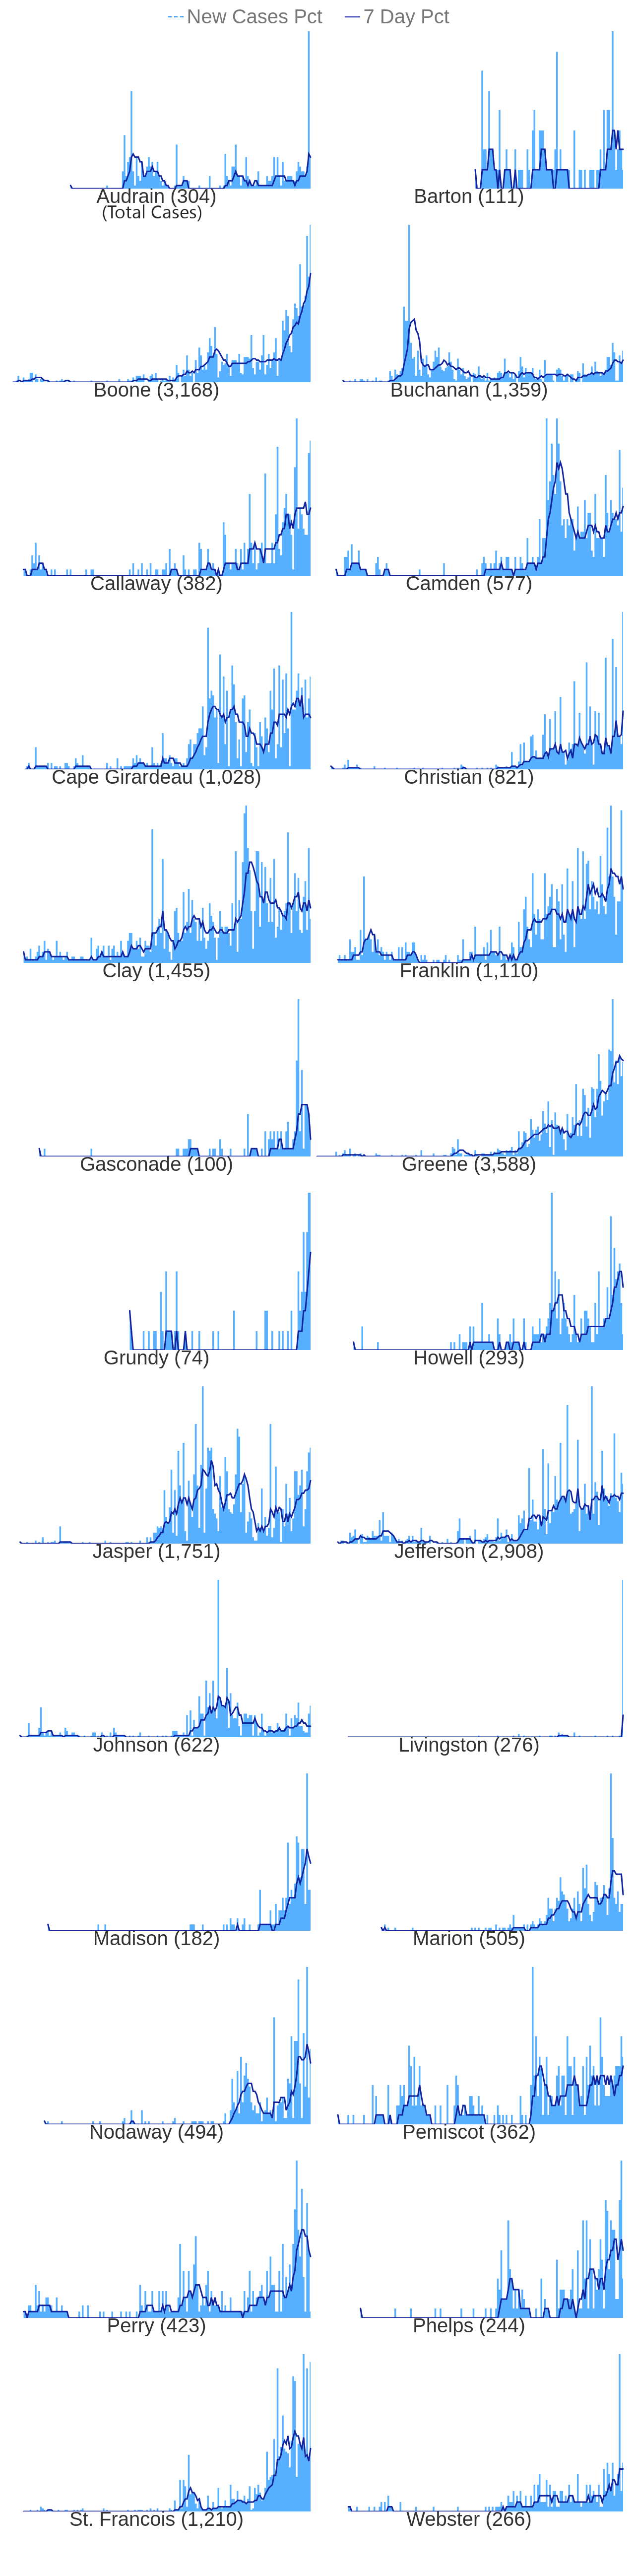 New Cases Pct 7 Day Pct
Audrain (304) Barton (111)
(Total Cases)
Boone (3,168) Buchanan (1,359)
Callaway (382) Camden (577)
Cape Girardeau (1,028) Christian (821)
Clay (1,455) Franklin (1,110)
Gasconade (100) Greene (3,588)
Grundy (74) Howell (293)
Jasper (1,751) Jefferson (2,908)
Johnson (622) Livingston (276)
Madison (182) Marion (505)
Nodaway (494) Pemiscot (362)
Perry (423) Phelps (244)
St. Francois (1,210) Webster (266)